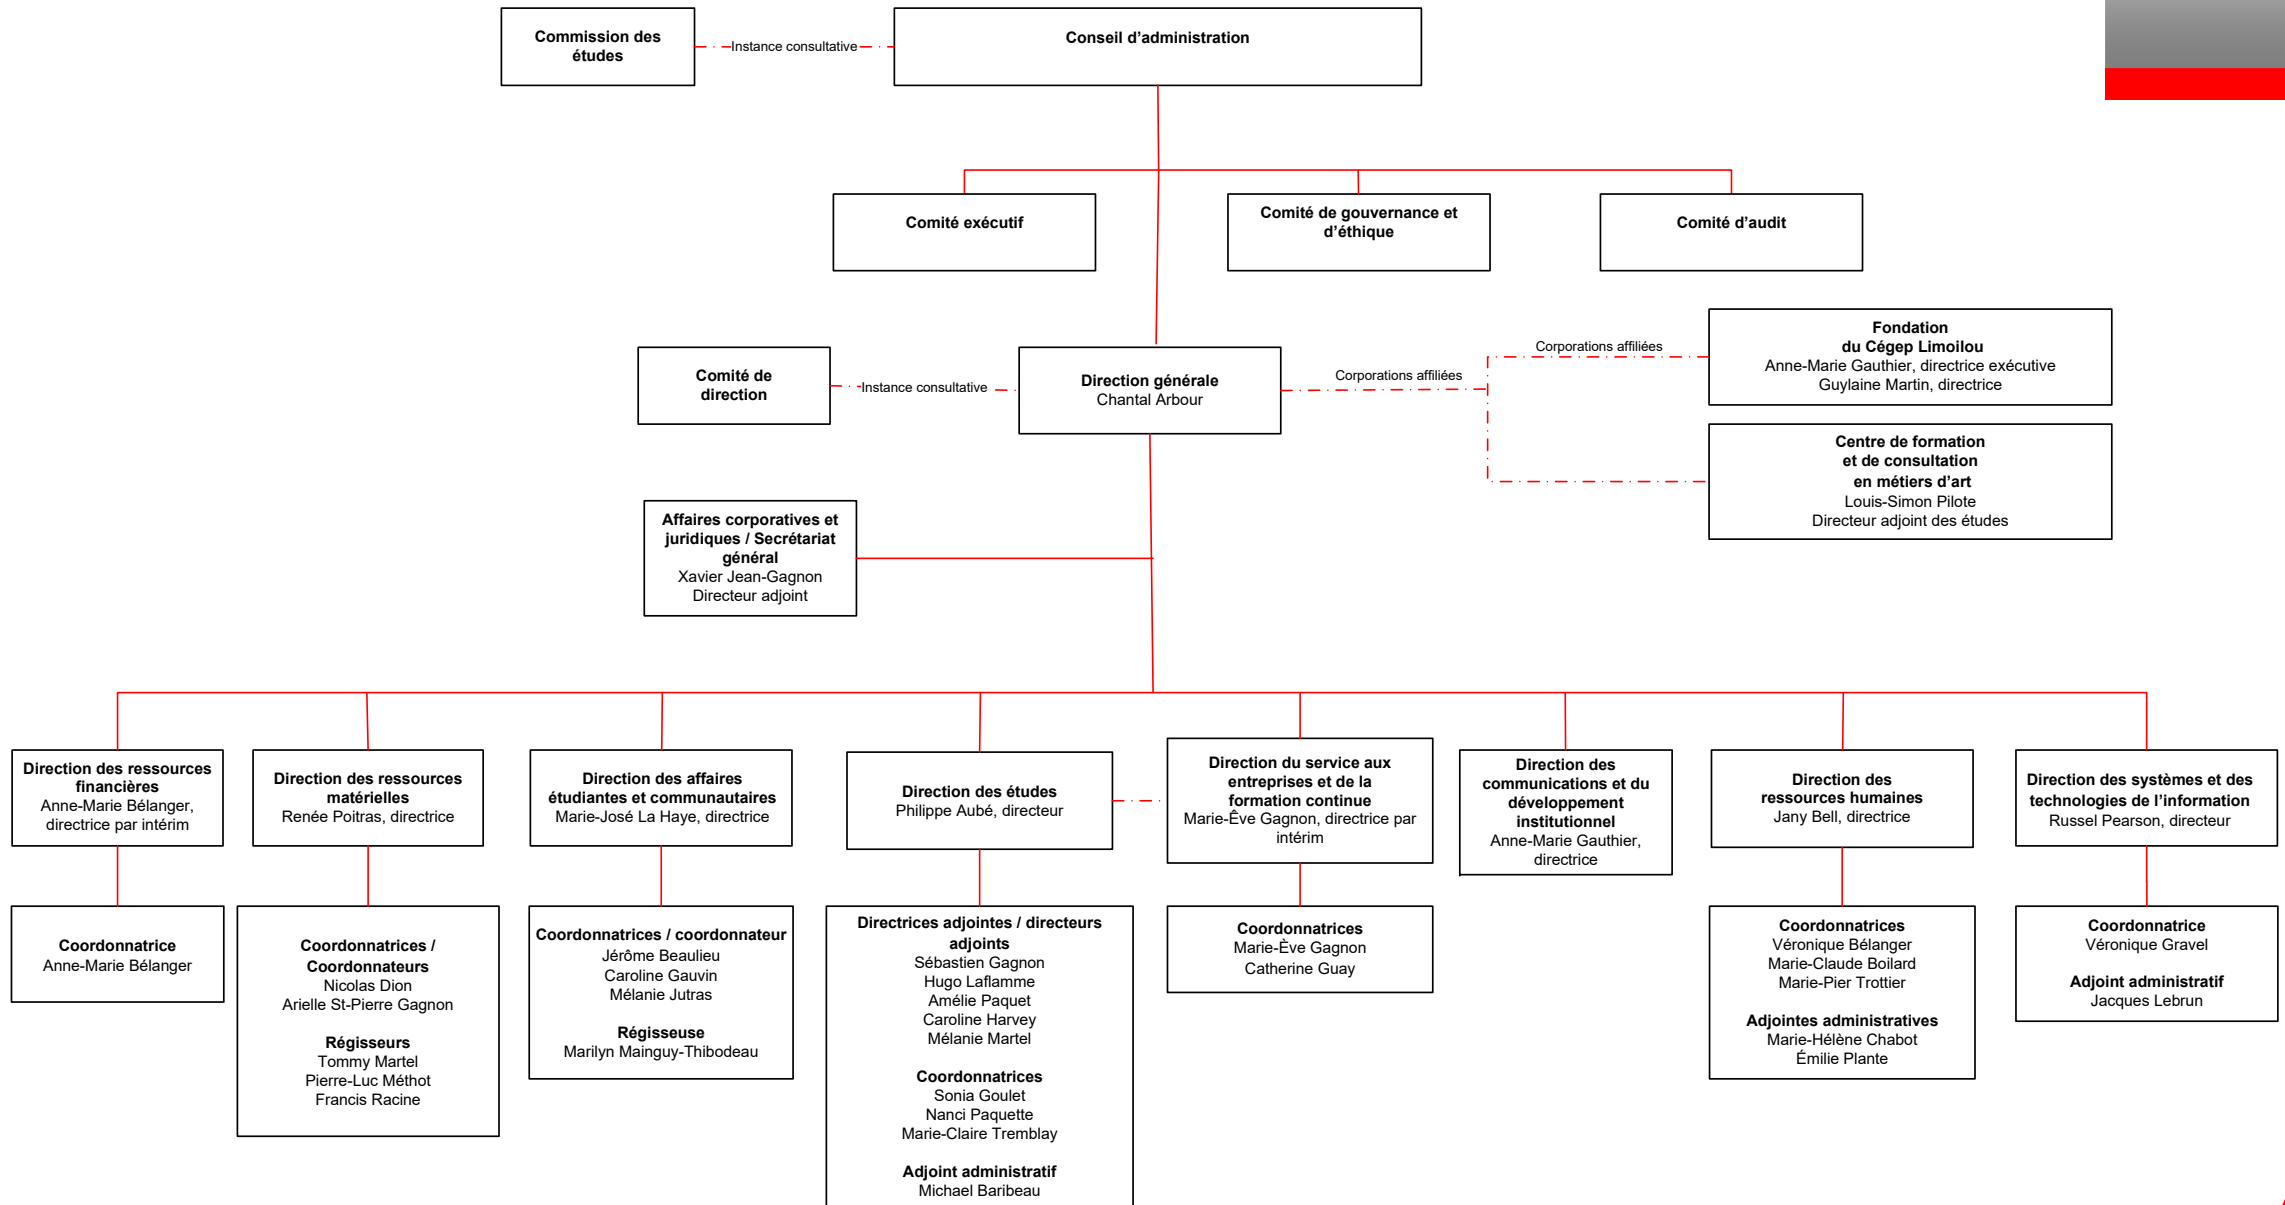 Commission des
études
Instance consultative
Conseil d’administration
Comité exécutif
Comité de gouvernance et
d’éthique
Comité d’audit
Comité de
direction
Instance consultative
Direction générale
Chantal Arbour
Corporations affiliées
Corporations affiliées
Fondation
du Cégep Limoilou
Anne-Marie Gauthier, directrice exécutive
Guylaine Martin, directrice
Centre de formation
et de consultation
en métiers d’art
Louis-Simon Pilote
Directeur adjoint des études
Affaires corporatives et
juridiques / Secrétariat
général
Xavier Jean-Gagnon
Directeur adjoint
Direction des ressources
financières
Anne-Marie Bélanger,
directrice par intérim
Direction des ressources
matérielles
Renée Poitras, directrice
Direction des affaires
étudiantes et communautaires
Marie-José La Haye, directrice
Direction des études
Philippe Aubé, directeur
Direction du service aux
entreprises et de la
formation continue
Marie-Êve Gagnon, directrice par
intérim
Direction des
communications et du
développement
institutionnel
Anne-Marie Gauthier,
directrice
Direction des
ressources humaines
Jany Bell, directrice
Direction des systèmes et des
technologies de l’information
Russel Pearson, directeur
Coordonnatrice
Anne-Marie Bélanger
Coordonnatrices /
Coordonnateurs
Nicolas Dion
Arielle St-Pierre Gagnon
Régisseurs
Tommy Martel
Pierre-Luc Méthot
Francis Racine
Coordonnatrices / coordonnateur
Jérôme Beaulieu
Caroline Gauvin
Mélanie Jutras
Régisseuse
Marilyn Mainguy-Thibodeau
Directrices adjointes / directeurs
adjoints
Sébastien Gagnon
Hugo Laflamme
Amélie Paquet
Caroline Harvey
Mélanie Martel
Coordonnatrices
Sonia Goulet
Nanci Paquette
Marie-Claire Tremblay
Adjoint administratif
Michael Baribeau
Coordonnatrices
Marie-Ève Gagnon
Catherine Guay
Coordonnatrices
Véronique Bélanger
Marie-Claude Boilard
Marie-Pier Trottier
Adjointes administratives
Marie-Hélène Chabot
Émilie Plante
Coordonnatrice
Véronique Gravel
Adjoint administratif
Jacques Lebrun